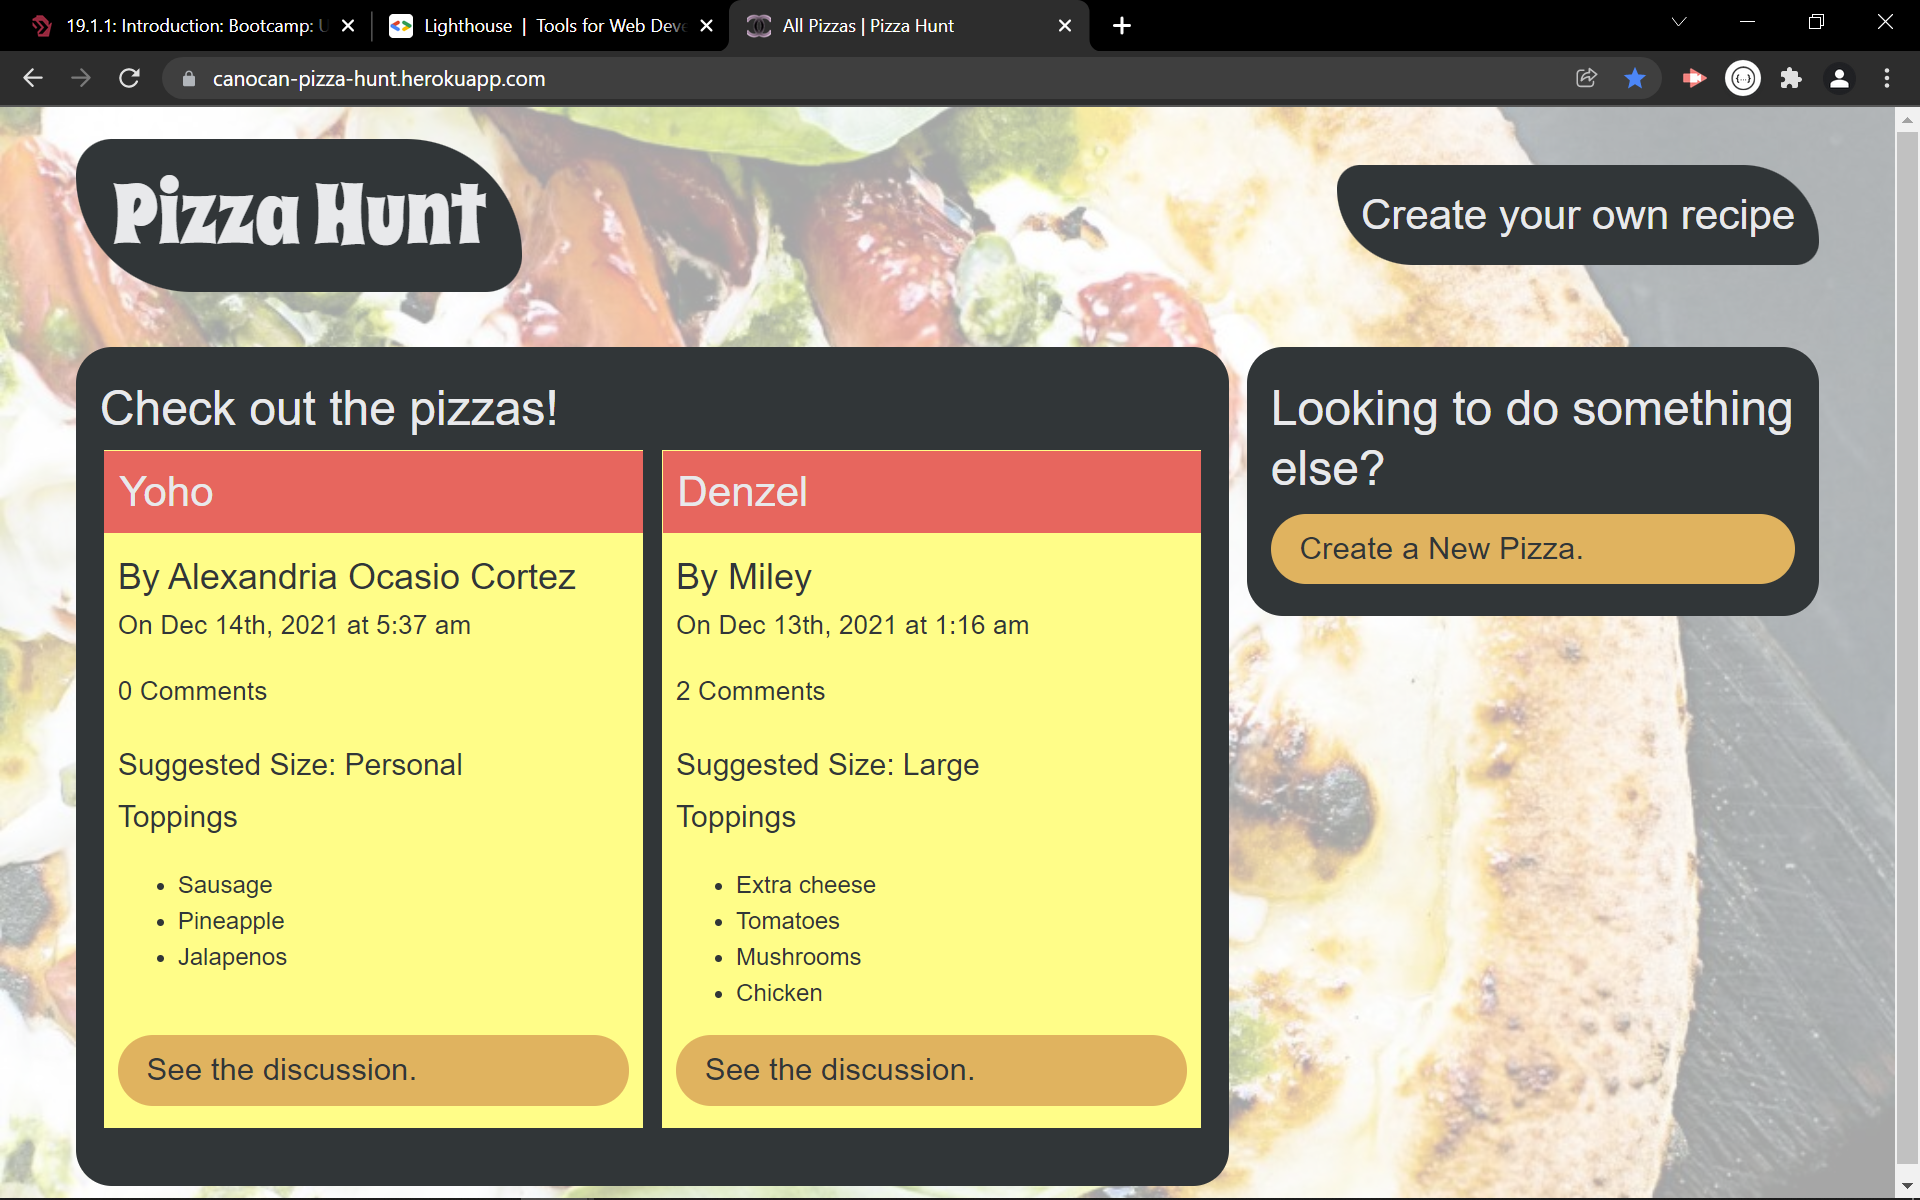 19.1.1: Introduction: Bootcamp: U
Lighthouse | Tools for Web Deve
All Pizzas | Pizza Hunt
canocan-pizza-hunt.herokuapp.com
Pizza Hunt
Create your own recipe
Check out the pizzas!
Yoho
By Alexandria Ocasio Cortez
On Dec 14th, 2021 at 5:37 am
0 Comments
Suggested Size: Personal
Toppings
Sausage
Pineapple
Jalapenos
See the discussion.
Denzel
By Miley
On Dec 13th, 2021 at 1:16 am
2 Comments
Suggested Size: Large
Toppings
Extra cheese
Tomatoes
Mushrooms
Chicken
See the discussion.
Looking to do something
else?
Create a New Pizza.